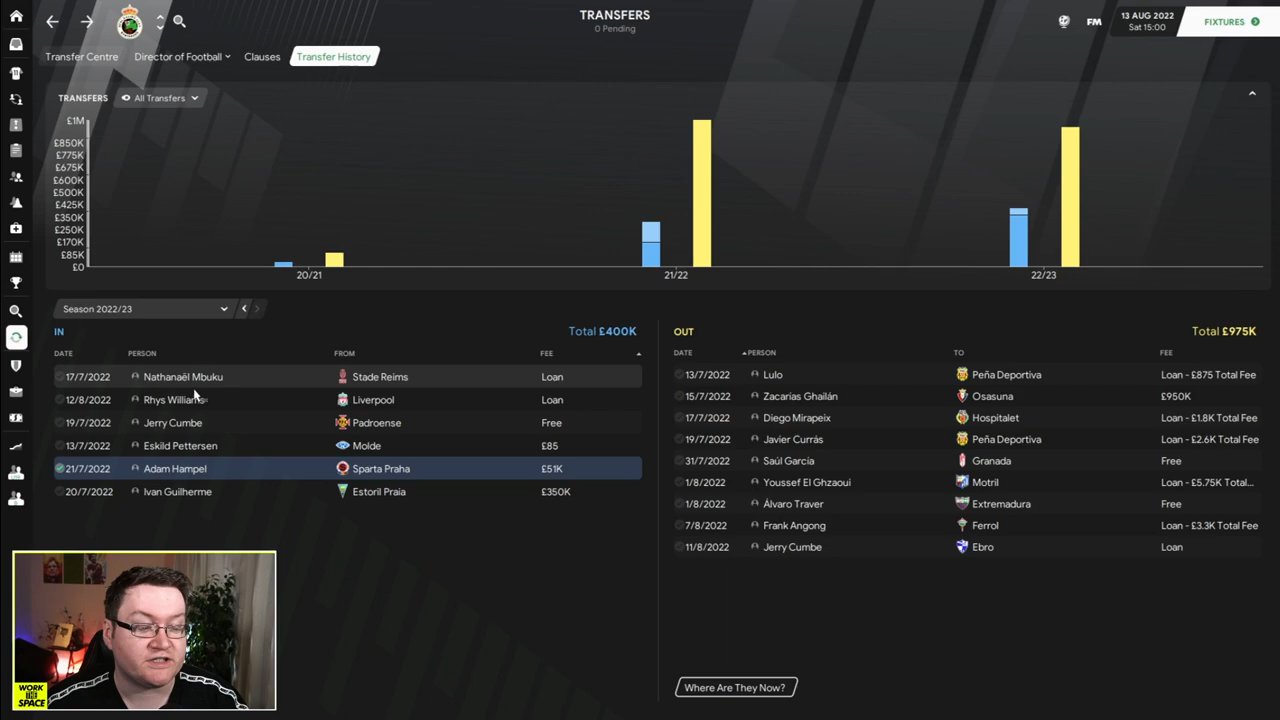 TRANSFERS
0 Pending
FM
13 AUG 2022
Sat 15:00
FIXTURES
Transfer Centre
Director of Football
Clauses
Transfer History
TRANSFERS
All Transfers
£1M
£850K
£775K
£675K
£600K
£500K
£425K
£350K
£250K
£170K
£85K
£0
20/21
21/22
22/23
Season 2022/23
IN
Total £400K
DATE PERSON FROM FEE
17/7/2022 Nathanaël Mbuku Stade Reims Loan
12/8/2022 Rhys Williams Liverpool Loan
19/7/2022 Jerry Cumbe Padroense Free
13/7/2022 Eskild Pettersen Molde £85
21/7/2022 Adam Hampel Sparta Praha £51K
20/7/2022 Ivan Guilherme Estoril Praia £350K
OUT
Total £975K
DATE PERSON TO FEE
13/7/2022 Lulo Peña Deportiva Loan - £875 Total Fee
15/7/2022 Zacarías Ghailán Osasuna £950K
17/7/2022 Diego Mirapeix Hospitalet Loan - £1.8K Total Fee
19/7/2022 Javier Currás Peña Deportiva Loan - £2.6K Total Fee
31/7/2022 Saúl García Granada Free
1/8/2022 Youssef El Ghzaoui Motril Loan - £5.75K Total...
1/8/2022 Álvaro Traver Extremadura Free
7/8/2022 Frank Angong Ferrol Loan - £3.3K Total Fee
11/8/2022 Jerry Cumbe Ebro Loan
Where Are They Now?
WORK
THE
SPACE